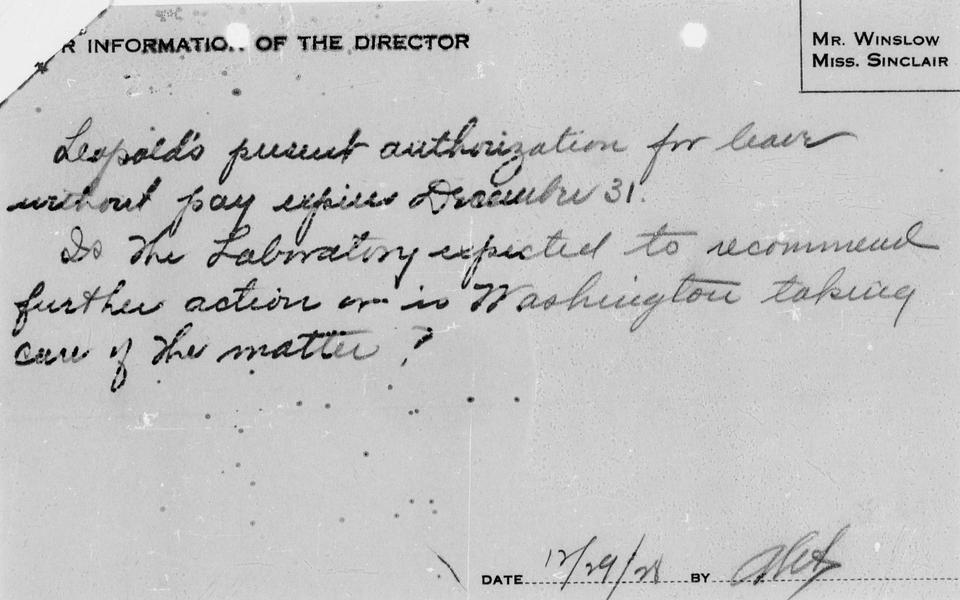 R INFORMATION OF THE DIRECTOR
MR. WINSLOW
MISS. SINCLAIR
Leopold's present authorization for leave
without pay expires December 31.
Is the Laboratory expected to recommend
further action or is Washington taking
care of the matter?
DATE 12/29/28 BY